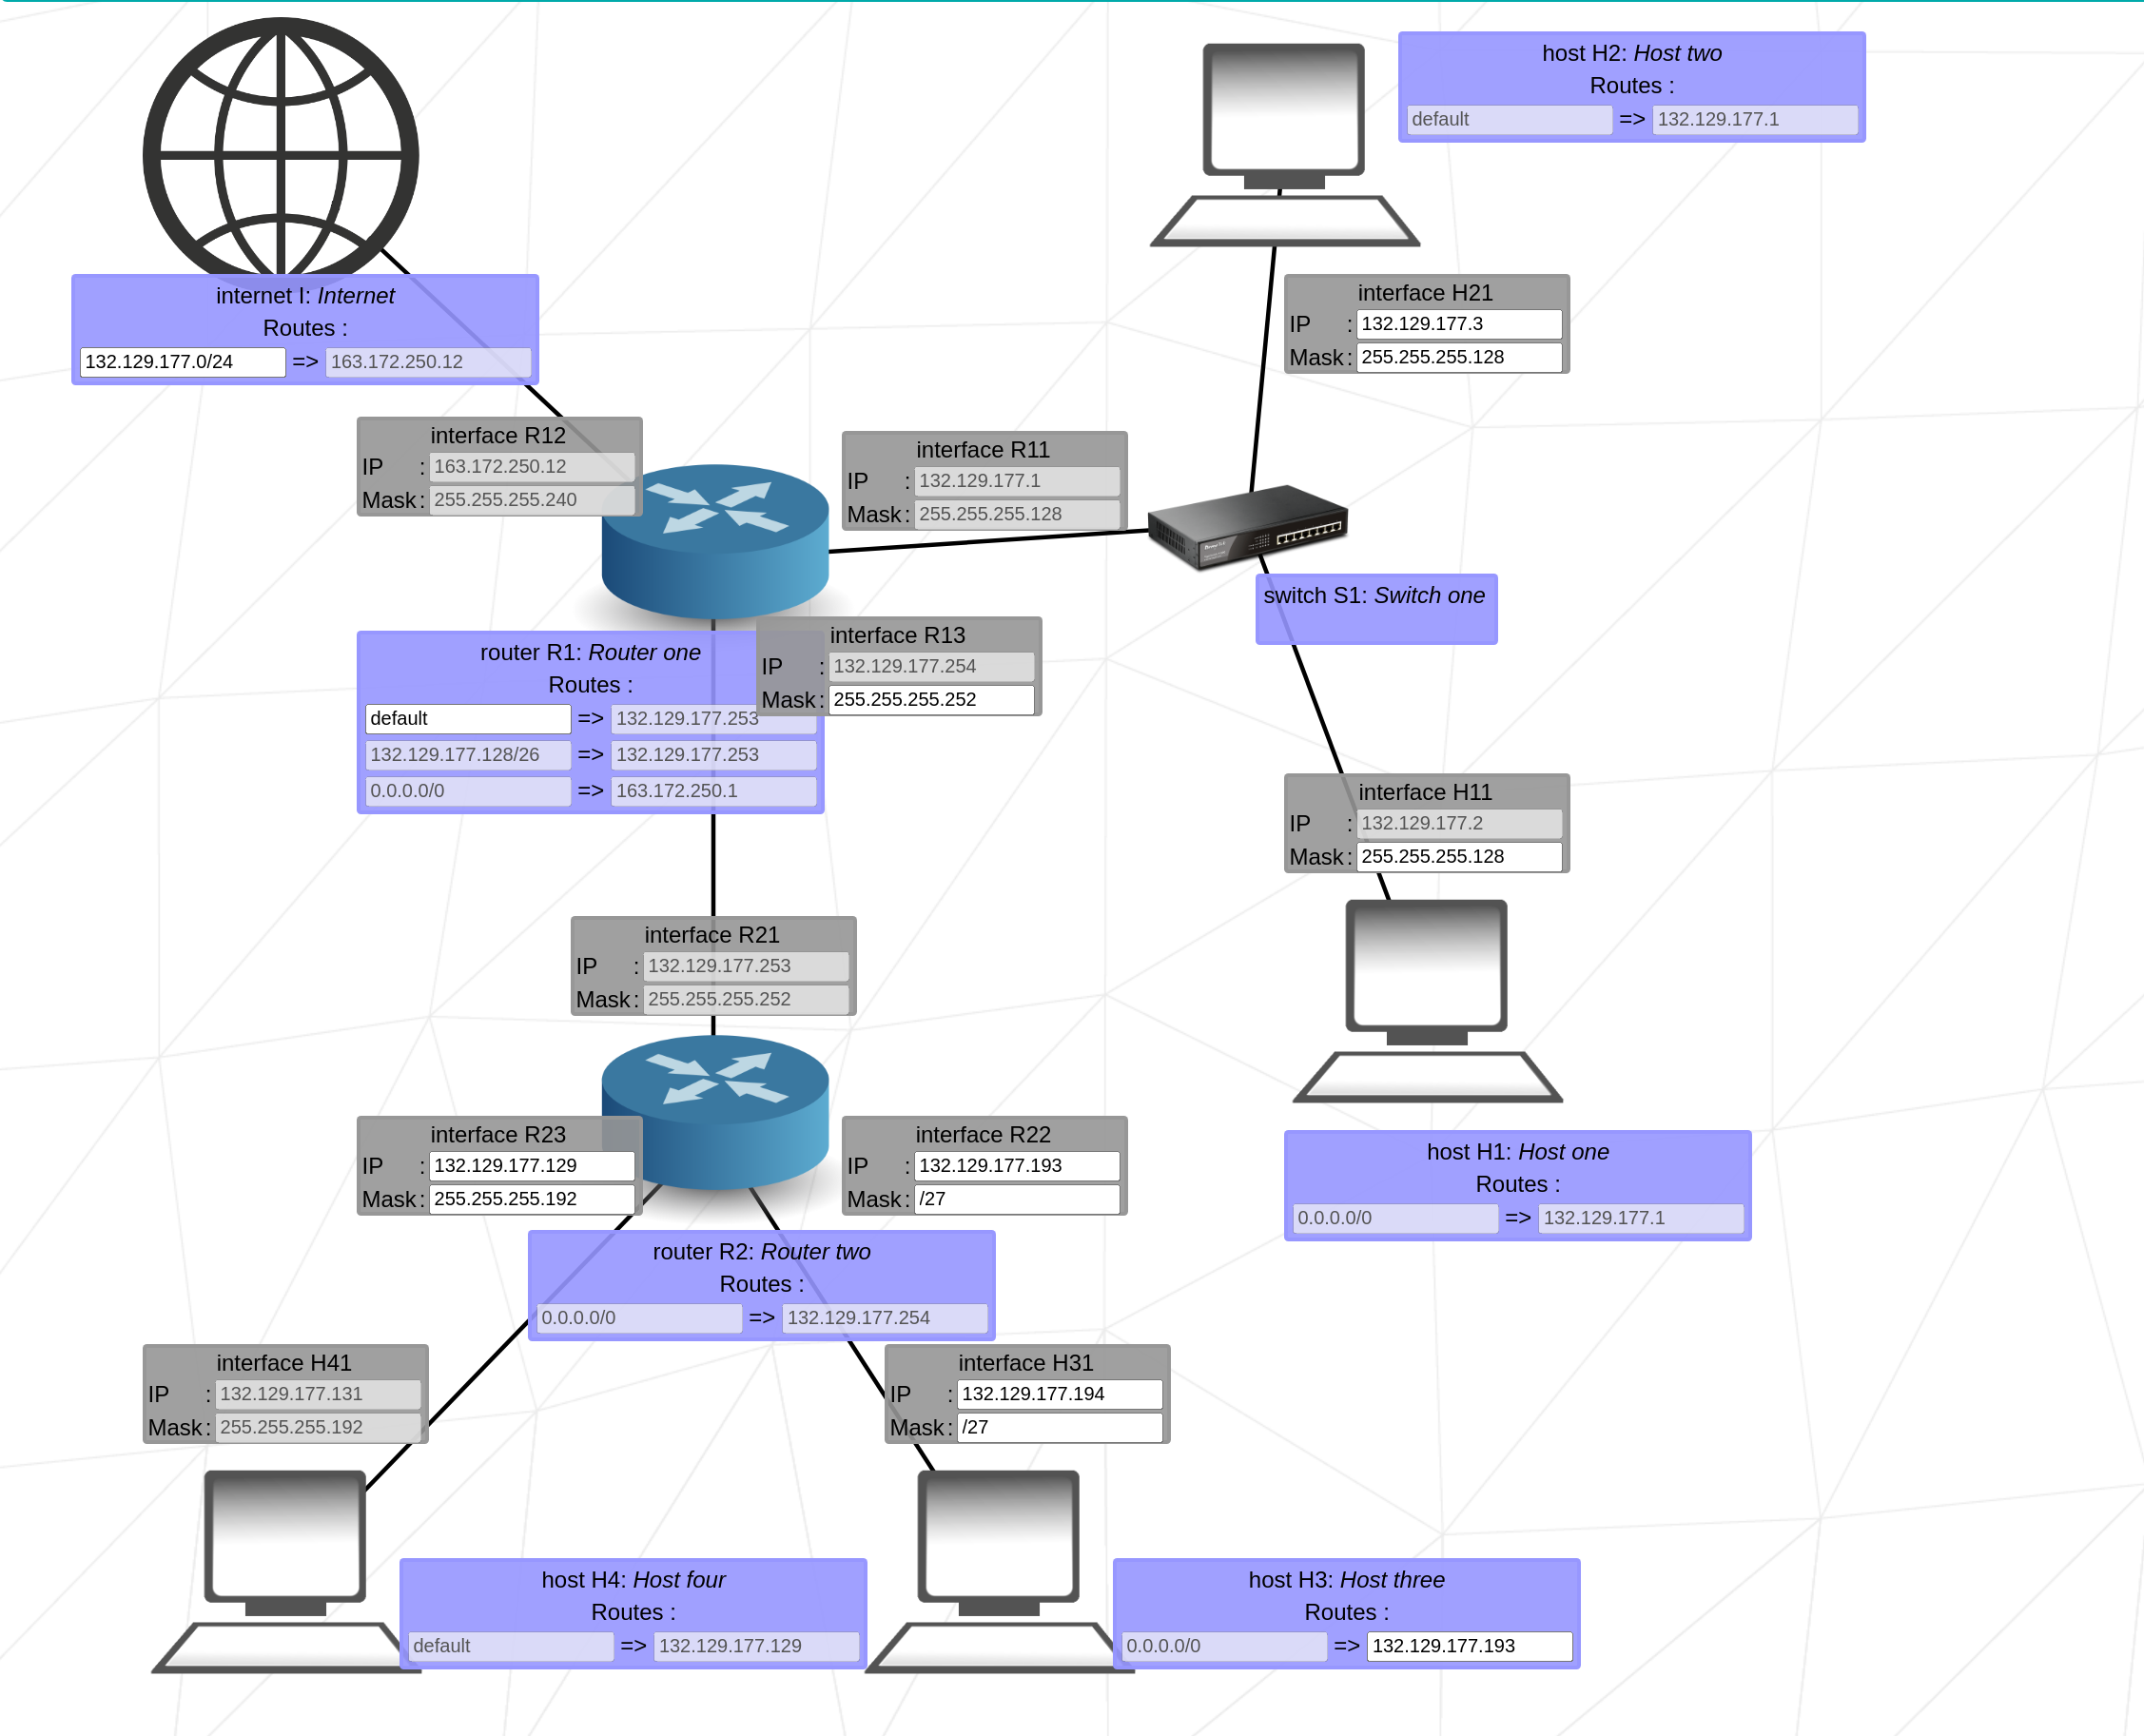 host H2: Host two
Routes :
default => 132.129.177.1
internet I: Internet
Routes :
132.129.177.0/24 => 163.172.250.12
interface H21
IP : 132.129.177.3
Mask : 255.255.255.128
interface R12
IP : 163.172.250.12
Mask : 255.255.255.240
interface R11
IP : 132.129.177.1
Mask : 255.255.255.128
switch S1: Switch one
router R1: Router one
Routes :
default => 132.129.177.253
132.129.177.128/26 => 132.129.177.253
0.0.0.0/0 => 163.172.250.1
interface R13
IP : 132.129.177.254
Mask : 255.255.255.252
interface H11
IP : 132.129.177.2
Mask : 255.255.255.128
interface R21
IP : 132.129.177.253
Mask : 255.255.255.252
interface R23
IP : 132.129.177.129
Mask : 255.255.255.192
interface R22
IP : 132.129.177.193
Mask : /27
host H1: Host one
Routes :
0.0.0.0/0 => 132.129.177.1
router R2: Router two
Routes :
0.0.0.0/0 => 132.129.177.254
interface H41
IP : 132.129.177.131
Mask : 255.255.255.192
interface H31
IP : 132.129.177.194
Mask : /27
host H4: Host four
Routes :
default => 132.129.177.129
host H3: Host three
Routes :
0.0.0.0/0 => 132.129.177.193